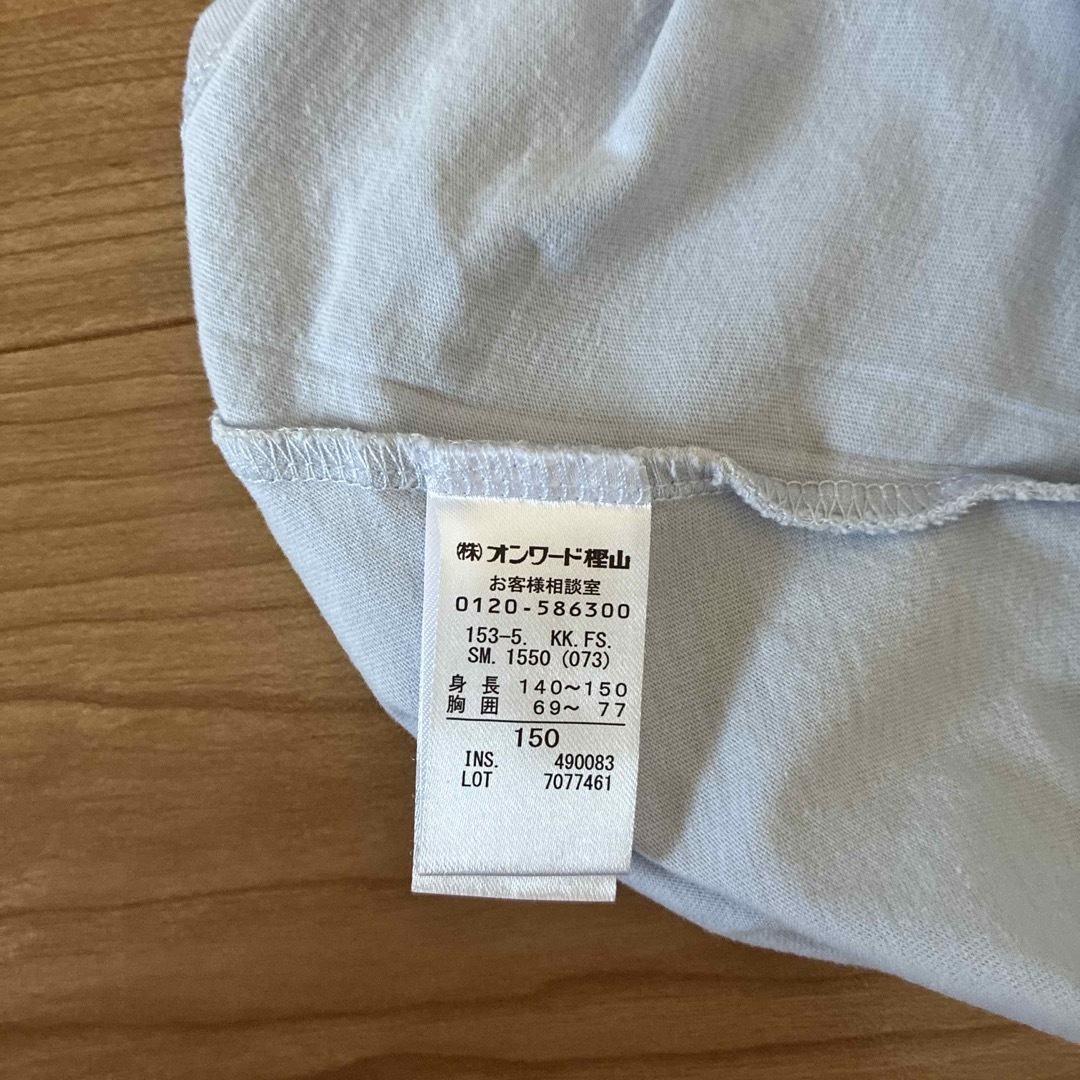 ㈱オンワード樫山
お客様相談室
0120-586300
153-5. KK.FS.
SM. 1550 (073)
身長 140～150
胸囲 69～ 77
150
INS. 490083
LOT 7077461